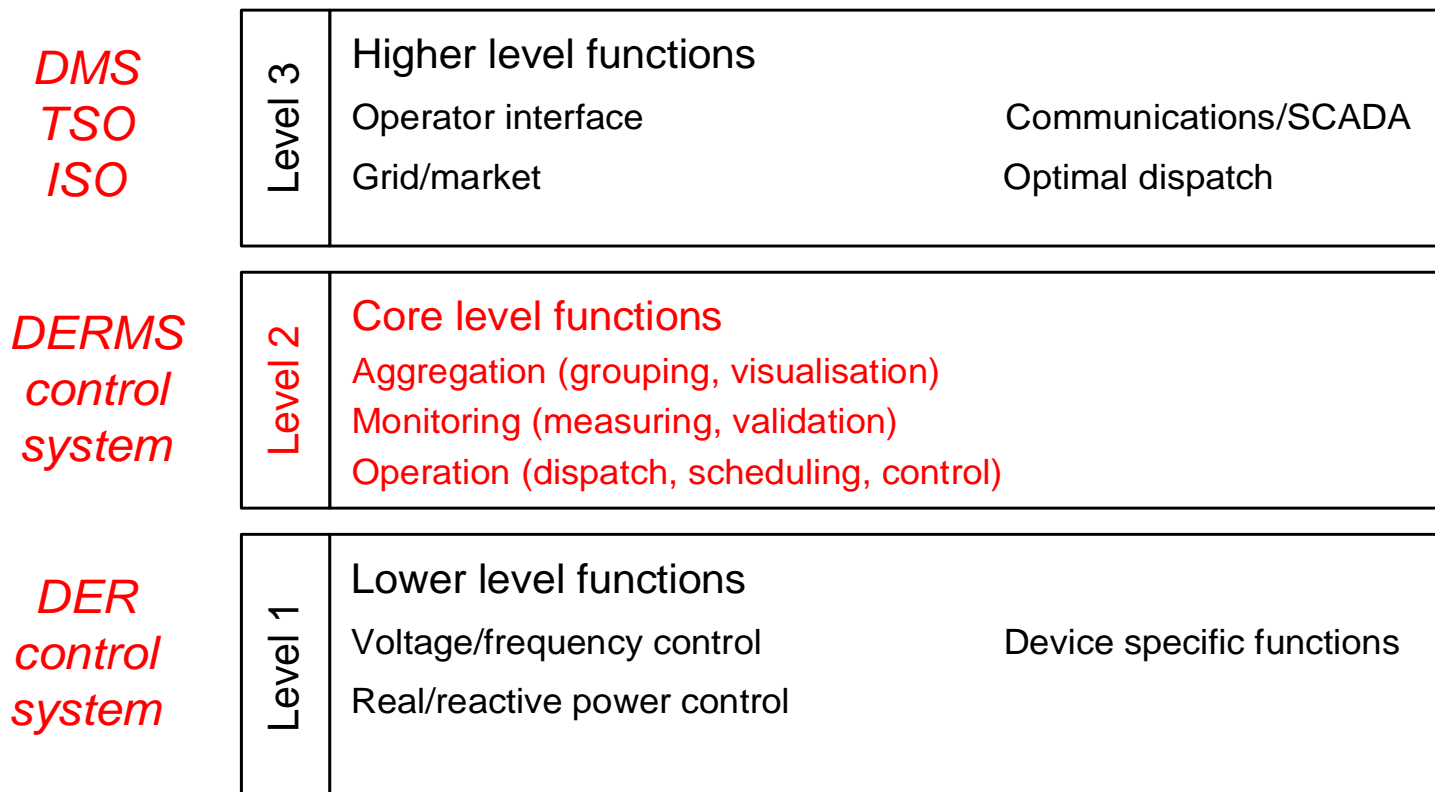 DMS
TSO
ISO
Level 3
Higher level functions
Operator interface
Communications/SCADA
Grid/market
Optimal dispatch
DERMS
control
system
Level 2
Core level functions
Aggregation (grouping, visualisation)
Monitoring (measuring, validation)
Operation (dispatch, scheduling, control)
DER
control
system
Level 1
Lower level functions
Voltage/frequency control
Device specific functions
Real/reactive power control